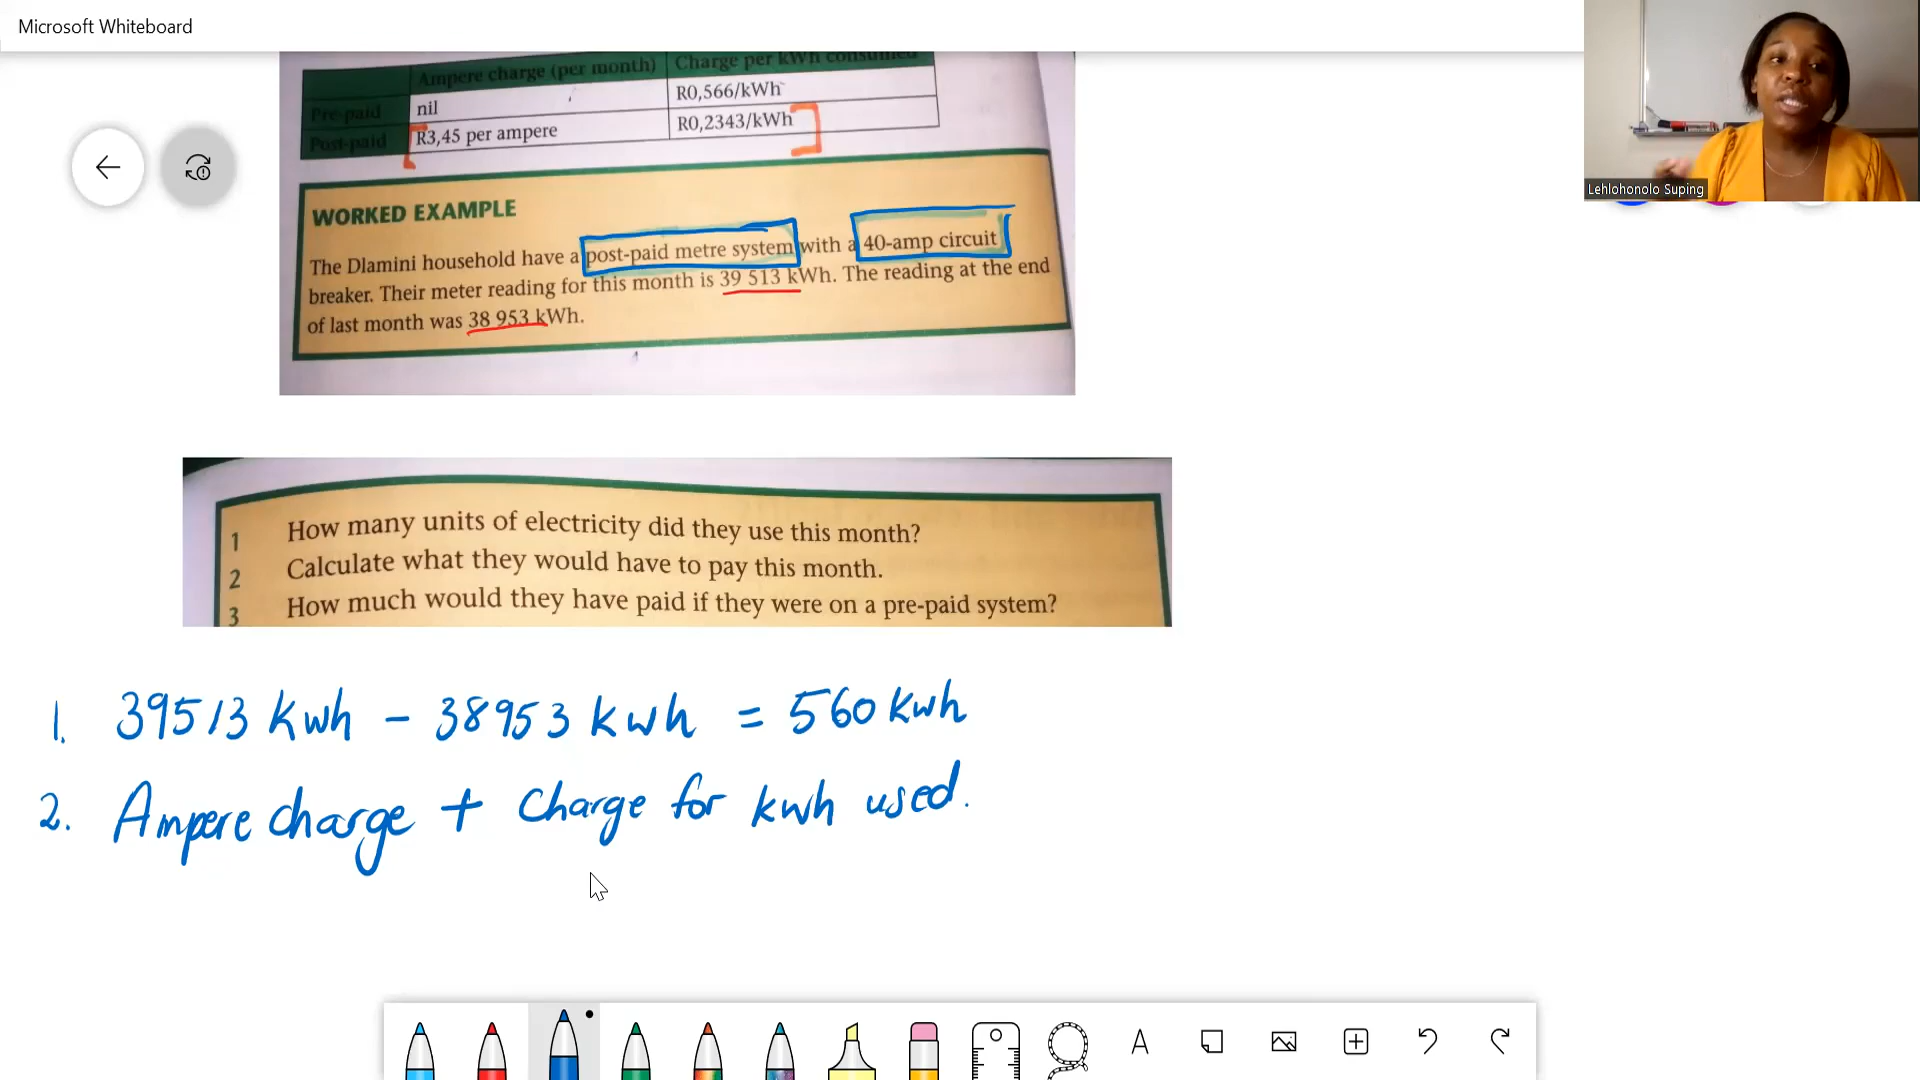 Microsoft Whiteboard
Ampere charge (per month) Charge per kWh consumed
Pre-paid nil R0,566/kWh
Post-paid R3,45 per ampere R0,2343/kWh
WORKED EXAMPLE
The Dlamini household have a post-paid metre system with a 40-amp circuit
breaker. Their meter reading for this month is 39 513 kWh. The reading at the end
of last month was 38 953 kWh.
Lehlohonolo Suping
1 How many units of electricity did they use this month?
2 Calculate what they would have to pay this month.
3 How much would they have paid if they were on a pre-paid system?
1. 39513 kwh - 38953 kwh = 560 kwh
2. Ampere charge + Charge for kwh used.
A